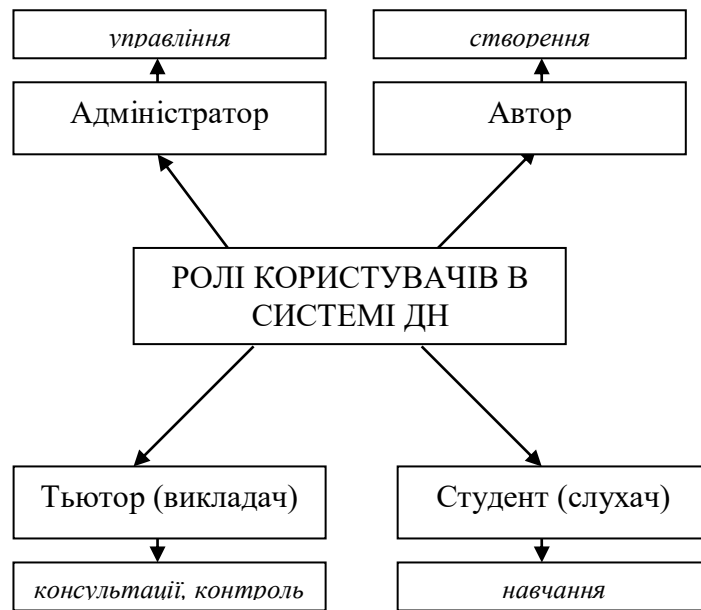 управління
створення
Адміністратор
Автор
РОЛІ КОРИСТУВАЧІВ В
СИСТЕМІ ДН
Тьютор (викладач)
Студент (слухач)
консультації, контроль
навчання